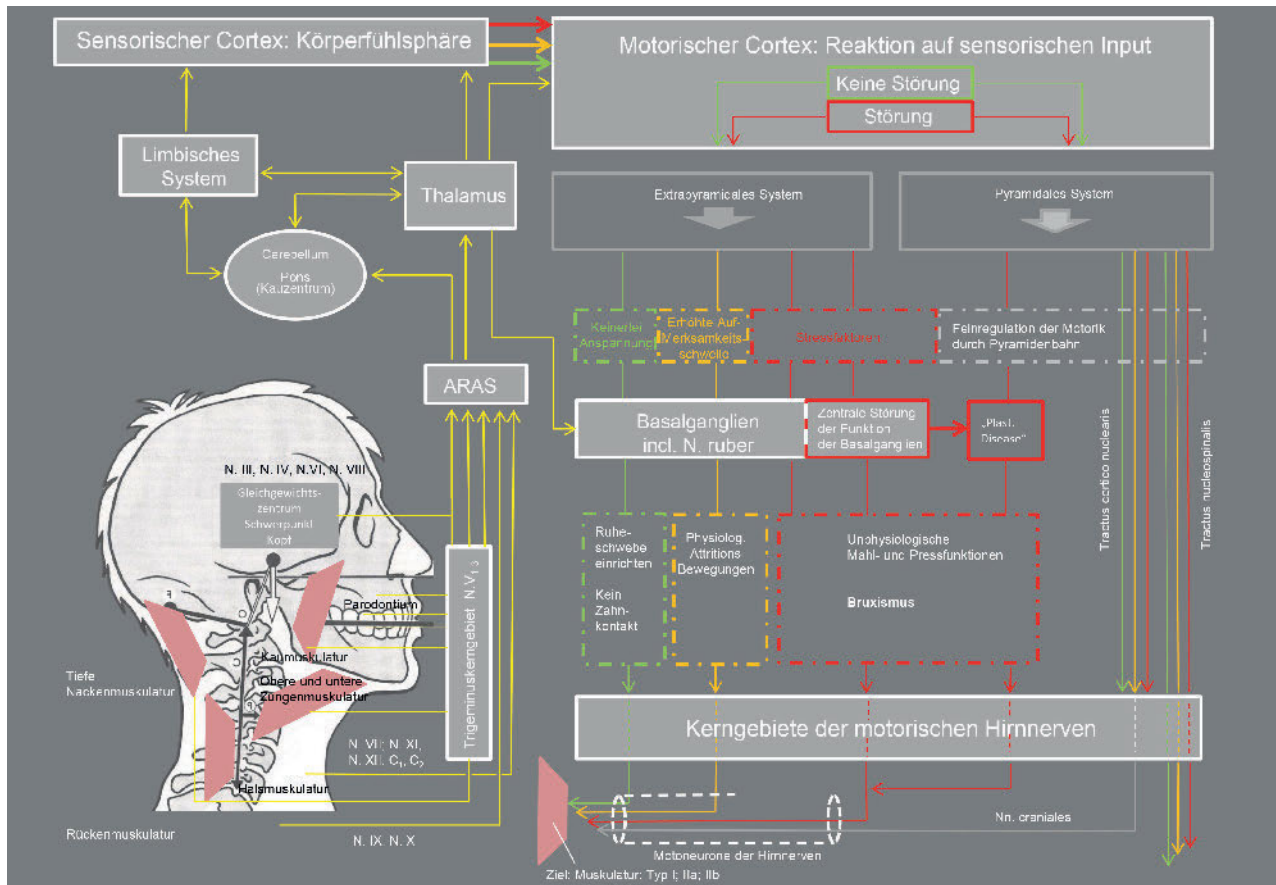 Sensorischer Cortex: Körperfühlsphäre
Motorischer Cortex: Reaktion auf sensorischen Input
Keine Störung
Störung
Limbisches
System
Thalamus
Cerebellum
Pons
(Kauzentrum)
ARAS
Extrapyramicales System
Pyramidales System
Keinerlei
Anspannung
Erhöhte Auf-
Merksamkeits
schwelle
Stressfaktoren
Feinregulation der Motorik
durch Pyramidenbahn
Basalganglien
incl. N. ruber
Zentrale Störung
der Funktion
der Basalganglien
„Plast.
Disease“
Tractus cortico nuclearis
Tractus nucleospinalis
N. III, N. IV, N.VI, N. VIII
Gleichgewichts-
zentrum
Schwerpunkt
Kopf
Ruhe-
schwebe
einrichten
Kein
Zahn-
kontakt
Physiolog.
Attritions
Bewegungen
Unphysiologische
Mahl- und Pressfunktionen
Bruxismus
Parodontium
Kaumuskulatur
Obere und untere
Zungenmuskulatur
Trigeminuskerngebiet N.V1-3
Tiefe
Nackenmuskulatur
N. VII; N. XI,
N. XII, C1, C2
Halsmuskulatur
Rückenmuskulatur
N. IX, N. X
Kerngebiete der motorischen Hirnnerven
Nn. craniales
Motoneurone der Hirnnerven
Ziel: Muskulatur: Typ I; IIa; IIb